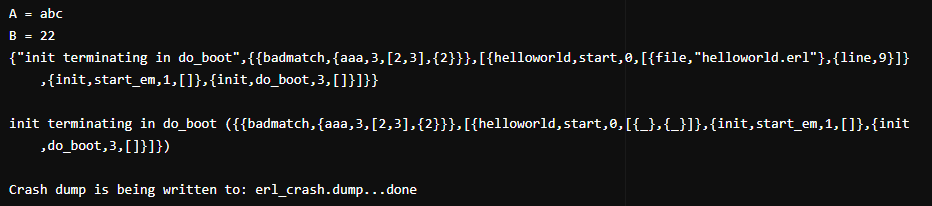 A = abc
B = 22
{"init terminating in do_boot",{{badmatch,{aaa,3,[2,3],{2}}},[{helloworld,start,0,[{file,"helloworld.erl"},{line,9}]}
,{init,start_em,1,[]},{init,do_boot,3,[]}]}}
init terminating in do_boot ({{badmatch,{aaa,3,[2,3],{2}}},[{helloworld,start,0,[{_},{_}]},{init,start_em,1,[]},{init
,do_boot,3,[]}]})
Crash dump is being written to: erl_crash.dump...done